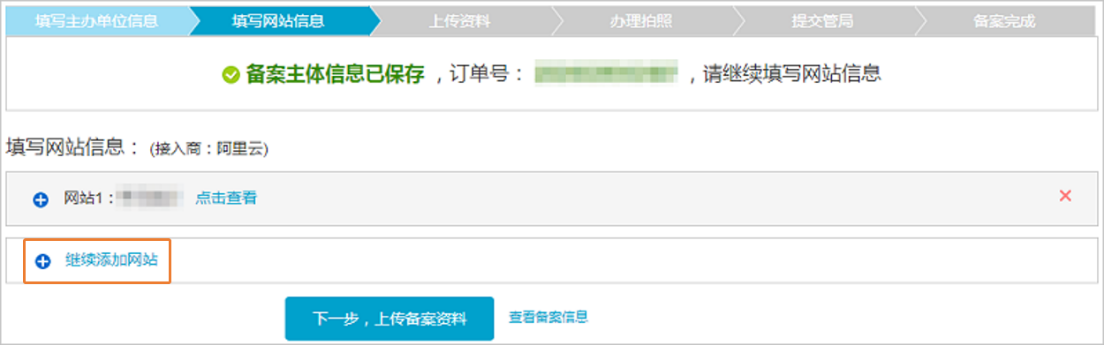 填写主办单位信息 填写网站信息 上传资料 办理拍照 提交管局 备案完成
备案主体信息已保存，订单号： ，请继续填写网站信息
填写网站信息： (接入商：阿里云)
网站1： 点击查看
继续添加网站
下一步，上传备案资料 查看备案信息